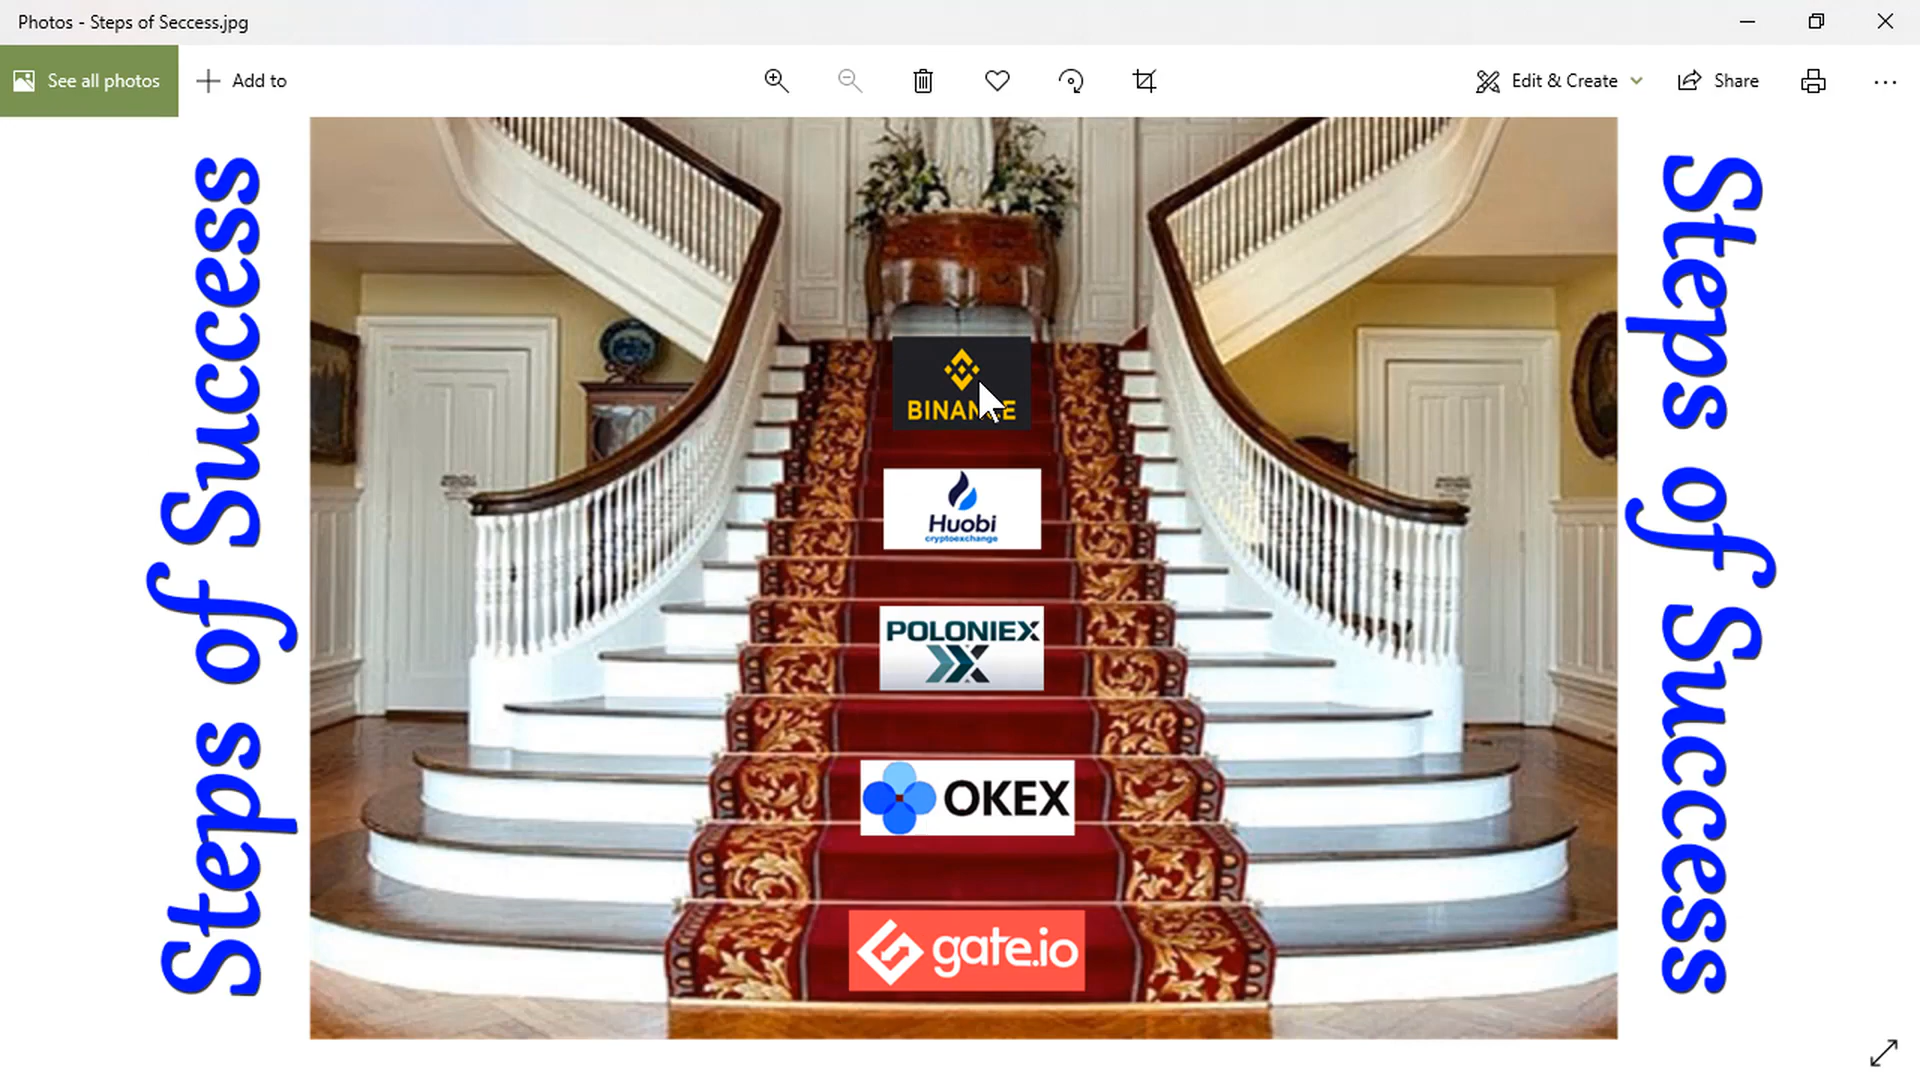 Photos - Steps of Seccess.jpg
See all photos
Add to
Edit & Create
Share
Steps of Success
BINANCE
Huobi
cryptoexchange
POLONIEX
OKEX
gate.io
Steps of Success